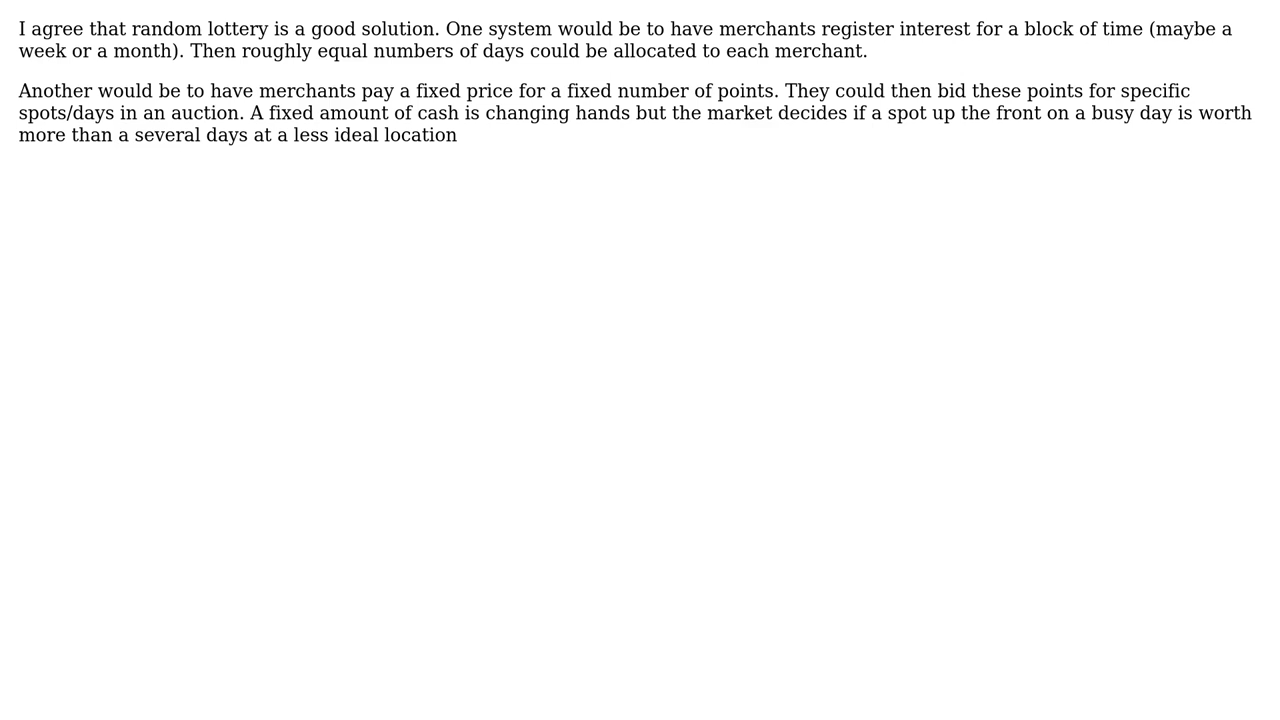 I agree that random lottery is a good solution. One system would be to have merchants register interest for a block of time (maybe a
week or a month). Then roughly equal numbers of days could be allocated to each merchant.
Another would be to have merchants pay a fixed price for a fixed number of points. They could then bid these points for specific
spots/days in an auction. A fixed amount of cash is changing hands but the market decides if a spot up the front on a busy day is worth
more than a several days at a less ideal location